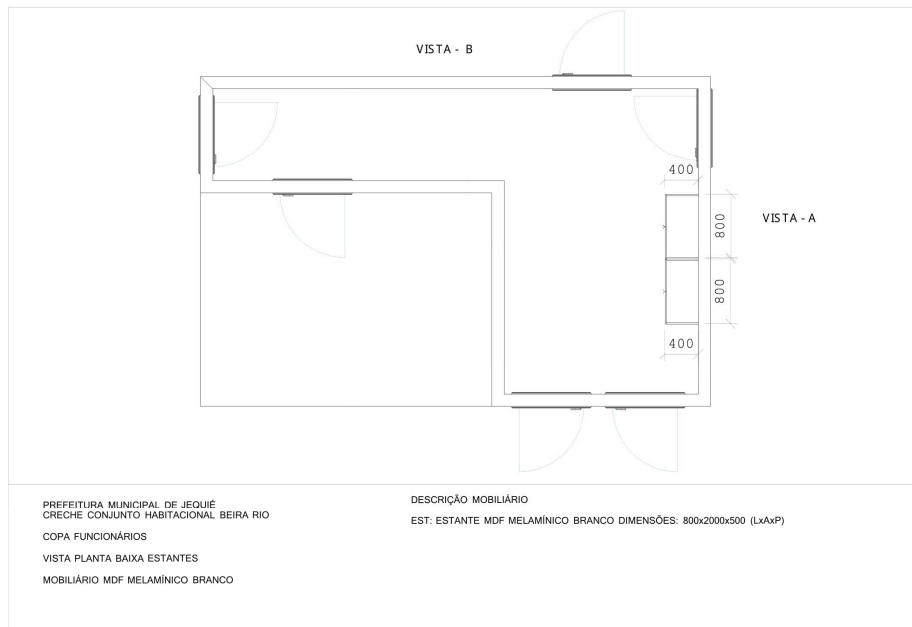 VISTA - B
400
800
VISTA - A
800
400
PREFEITURA MUNICIPAL DE JEQUIÉ
CRECHE CONJUNTO HABITACIONAL BEIRA RIO
COPA FUNCIONÁRIOS
VISTA PLANTA BAIXA ESTANTES
MOBILIÁRIO MDF MELAMÍNICO BRANCO
DESCRIÇÃO MOBILIÁRIO
EST: ESTANTE MDF MELAMÍNICO BRANCO DIMENSÕES: 800x2000x500 (LxAxP)